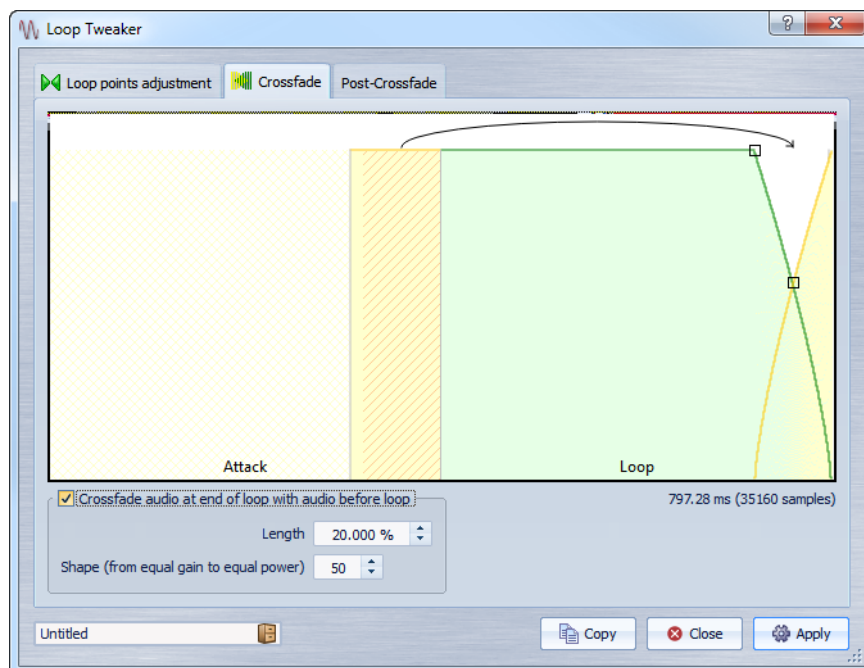 Loop Tweaker
?
Loop points adjustment
Crossfade
Post-Crossfade
Attack
Loop
Crossfade audio at end of loop with audio before loop
797.28 ms (35160 samples)
Length 20.000 %
Shape (from equal gain to equal power) 50
Untitled
Copy
Close
Apply